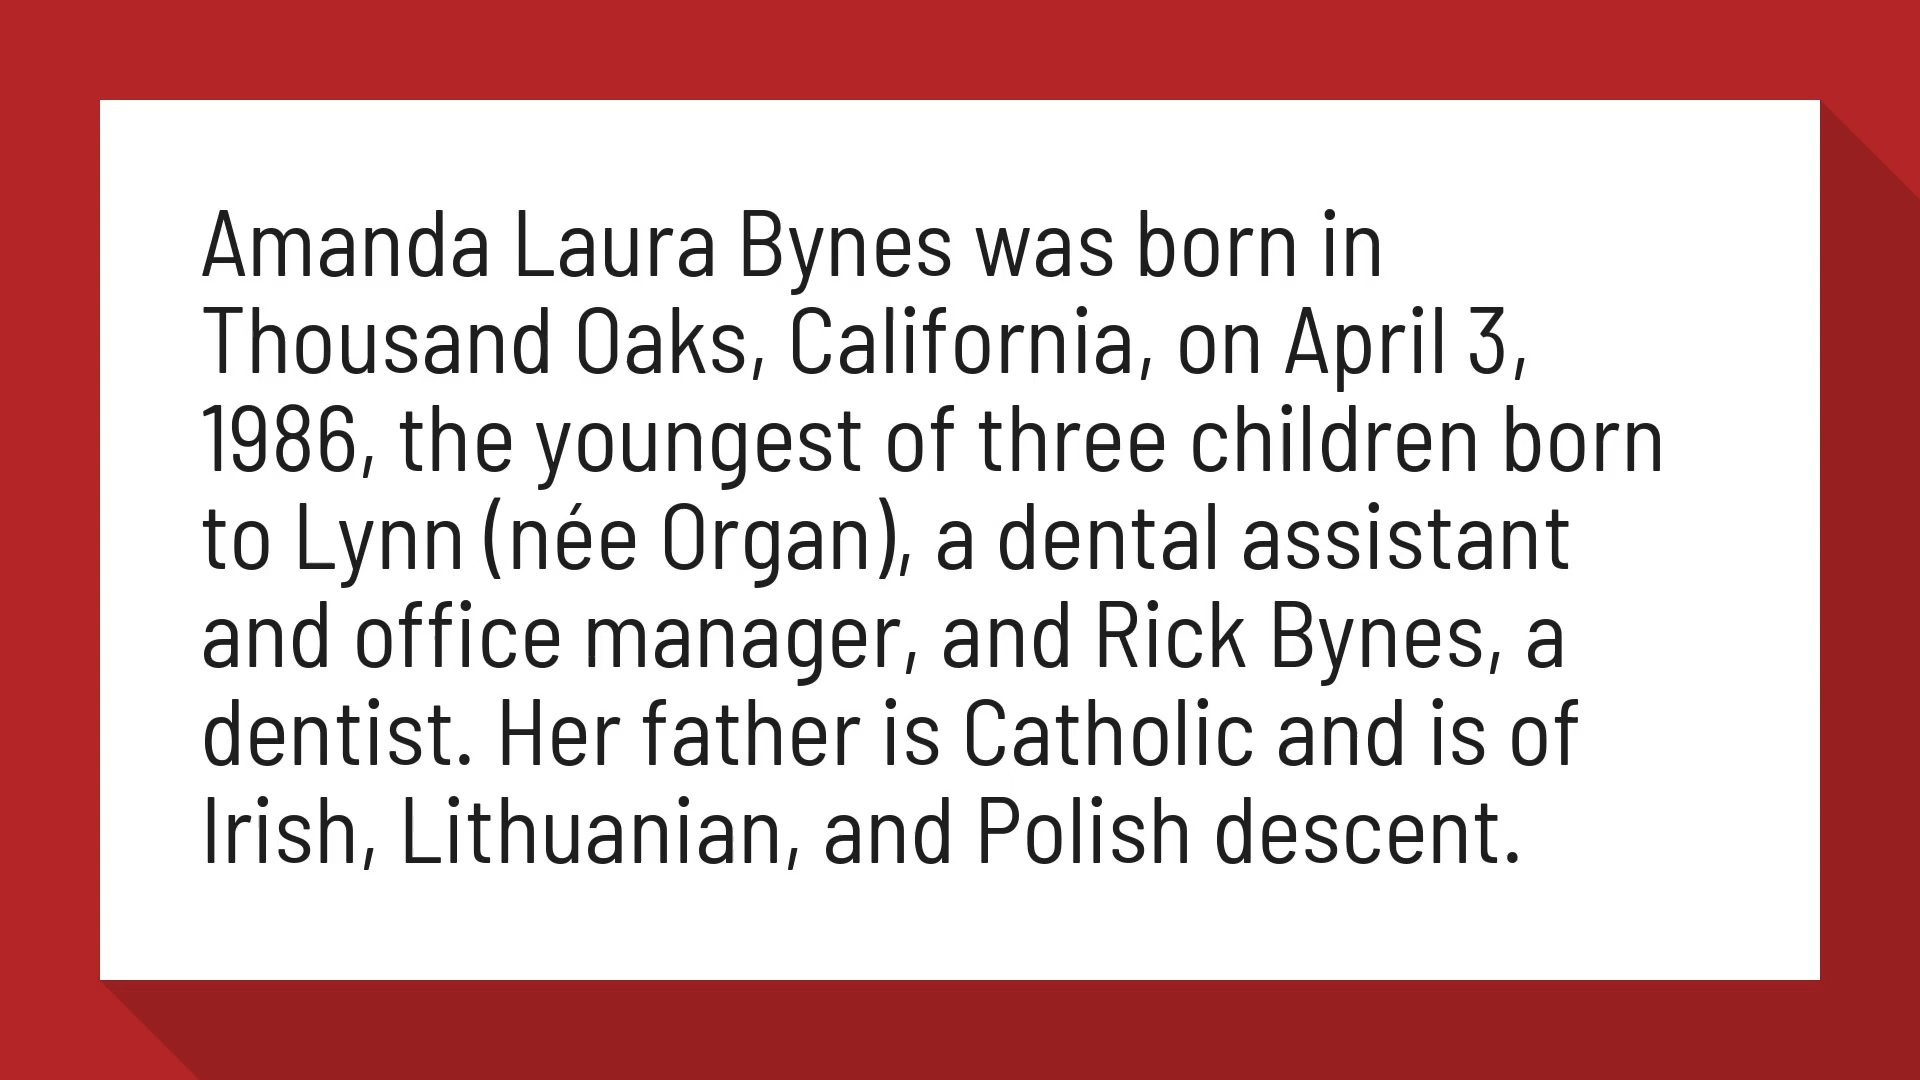 Amanda Laura Bynes was born in
Thousand Oaks, California, on April 3,
1986, the youngest of three children born
to Lynn (née Organ), a dental assistant
and office manager, and Rick Bynes, a
dentist. Her father is Catholic and is of
Irish, Lithuanian, and Polish descent.